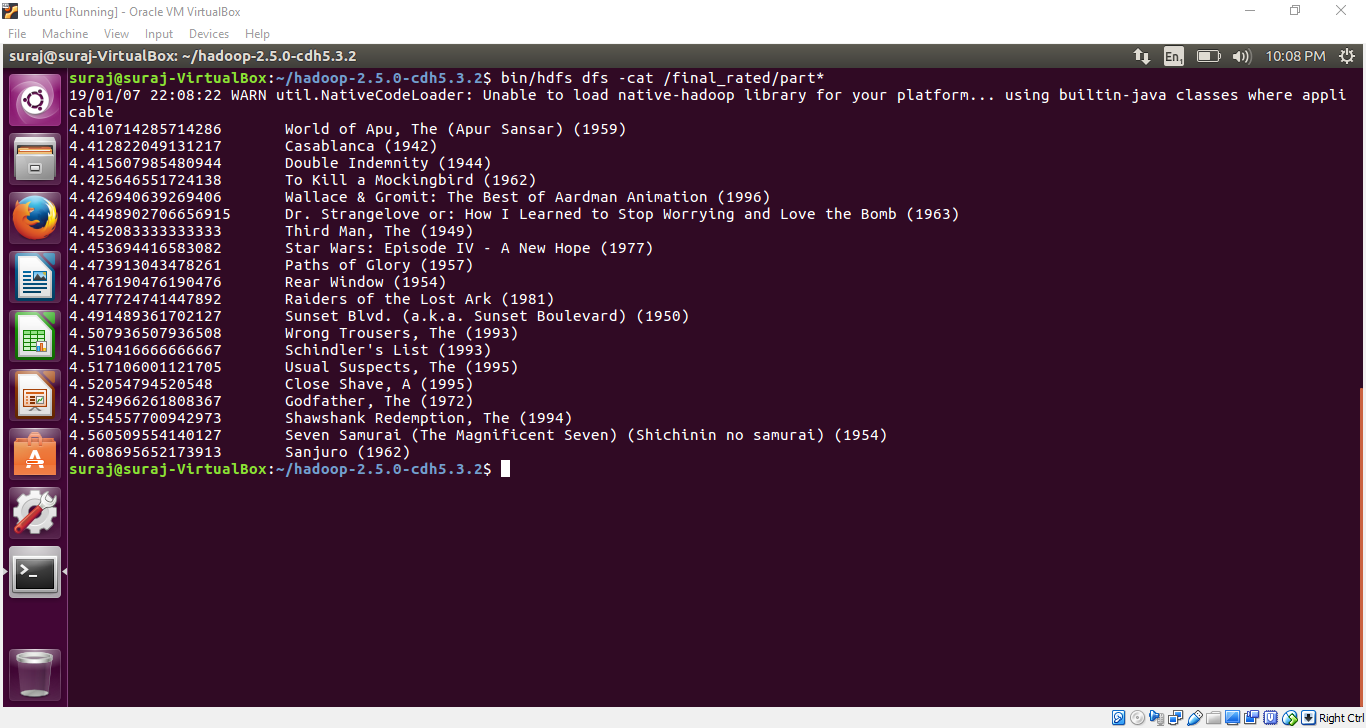 ubuntu [Running] - Oracle VM VirtualBox
File Machine View Input Devices Help
suraj@suraj-VirtualBox: ~/hadoop-2.5.0-cdh5.3.2 En1 10:08 PM
suraj@suraj-VirtualBox:~/hadoop-2.5.0-cdh5.3.2$ bin/hdfs dfs -cat /final_rated/part*
19/01/07 22:08:22 WARN util.NativeCodeLoader: Unable to load native-hadoop library for your platform... using builtin-java classes where appli
cable
4.410714285714286 World of Apu, The (Apur Sansar) (1959)
4.412822049131217 Casablanca (1942)
4.415607985480944 Double Indemnity (1944)
4.425646551724138 To Kill a Mockingbird (1962)
4.426940639269406 Wallace & Gromit: The Best of Aardman Animation (1996)
4.4498902706656915 Dr. Strangelove or: How I Learned to Stop Worrying and Love the Bomb (1963)
4.452083333333333 Third Man, The (1949)
4.453694416583082 Star Wars: Episode IV - A New Hope (1977)
4.473913043478261 Paths of Glory (1957)
4.476190476190476 Rear Window (1954)
4.477724741447892 Raiders of the Lost Ark (1981)
4.491489361702127 Sunset Blvd. (a.k.a. Sunset Boulevard) (1950)
4.507936507936508 Wrong Trousers, The (1993)
4.510416666666667 Schindler's List (1993)
4.517106001121705 Usual Suspects, The (1995)
4.52054794520548 Close Shave, A (1995)
4.524966261808367 Godfather, The (1972)
4.554557700942973 Shawshank Redemption, The (1994)
4.560509554140127 Seven Samurai (The Magnificent Seven) (Shichinin no samurai) (1954)
4.608695652173913 Sanjuro (1962)
suraj@suraj-VirtualBox:~/hadoop-2.5.0-cdh5.3.2$
Right Ctrl